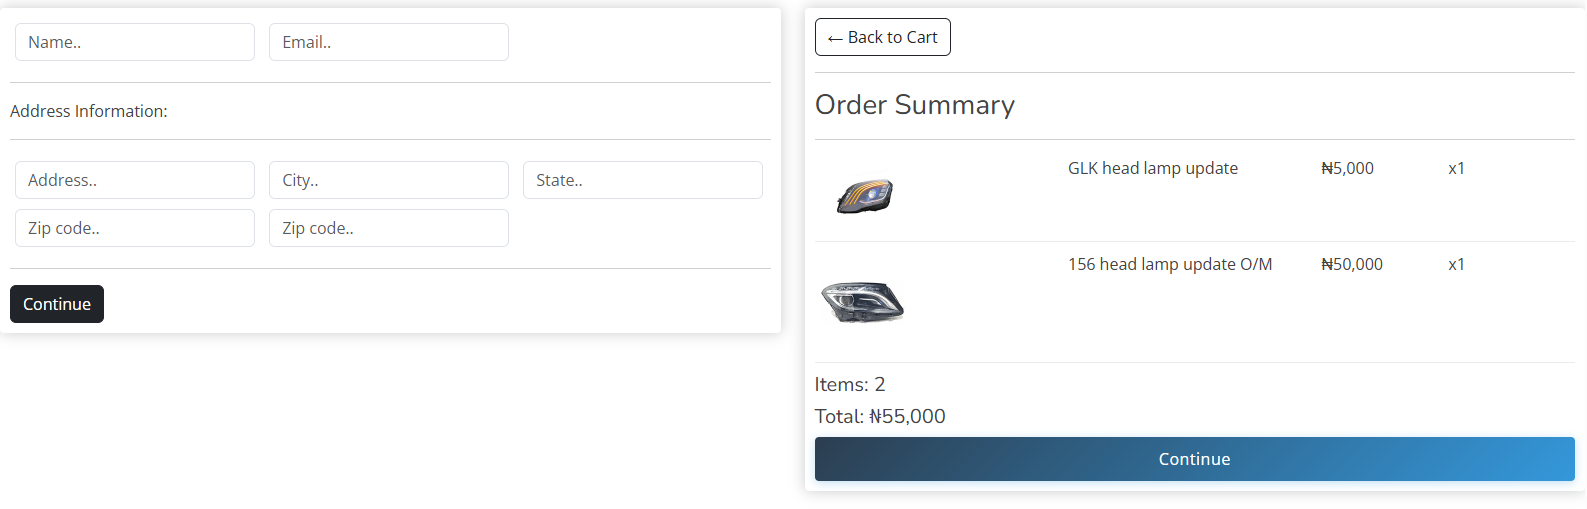 Name..
Email..
Address Information:
Address..
City..
State..
Zip code..
Zip code..
Continue
← Back to Cart
Order Summary
GLK head lamp update ₦5,000 x1
156 head lamp update O/M ₦50,000 x1
Items: 2
Total: ₦55,000
Continue